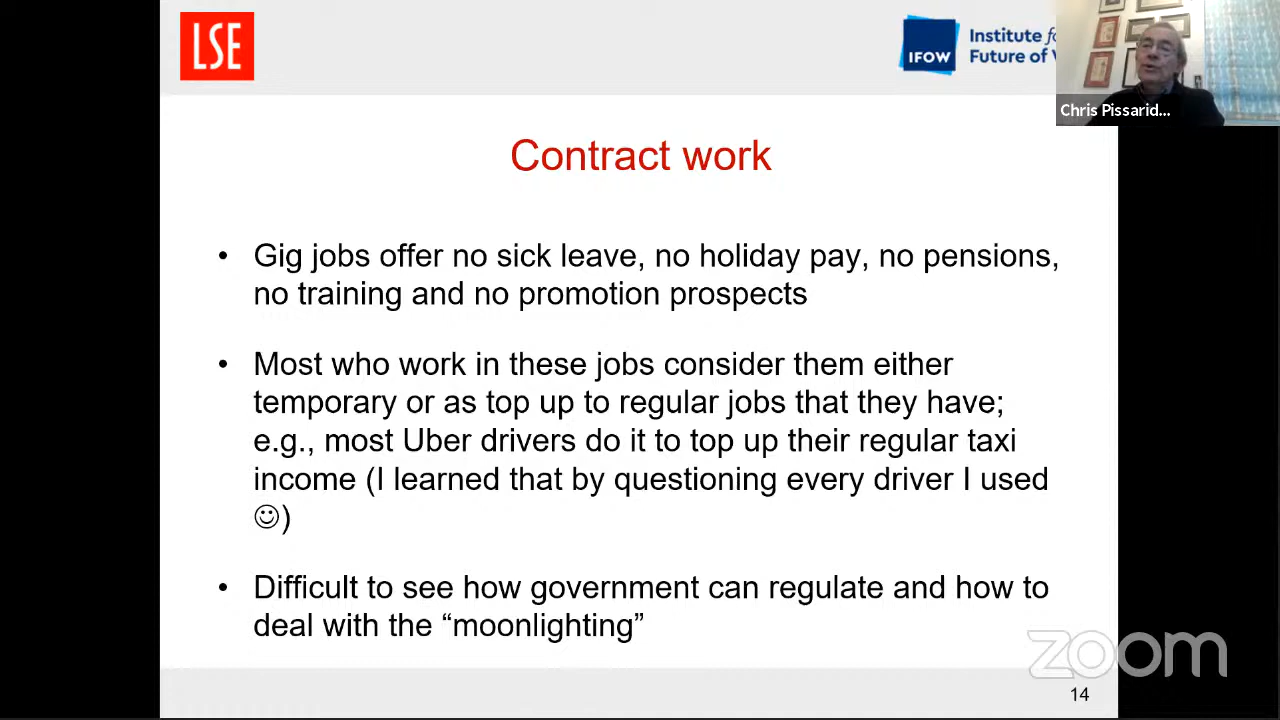 LSE
IFOW
Institute for
Future of
Chris Pissarid...
Contract work
• Gig jobs offer no sick leave, no holiday pay, no pensions,
no training and no promotion prospects
• Most who work in these jobs consider them either
temporary or as top up to regular jobs that they have;
e.g., most Uber drivers do it to top up their regular taxi
income (I learned that by questioning every driver I used
☺)
• Difficult to see how government can regulate and how to
deal with the “moonlighting”
zoom
14